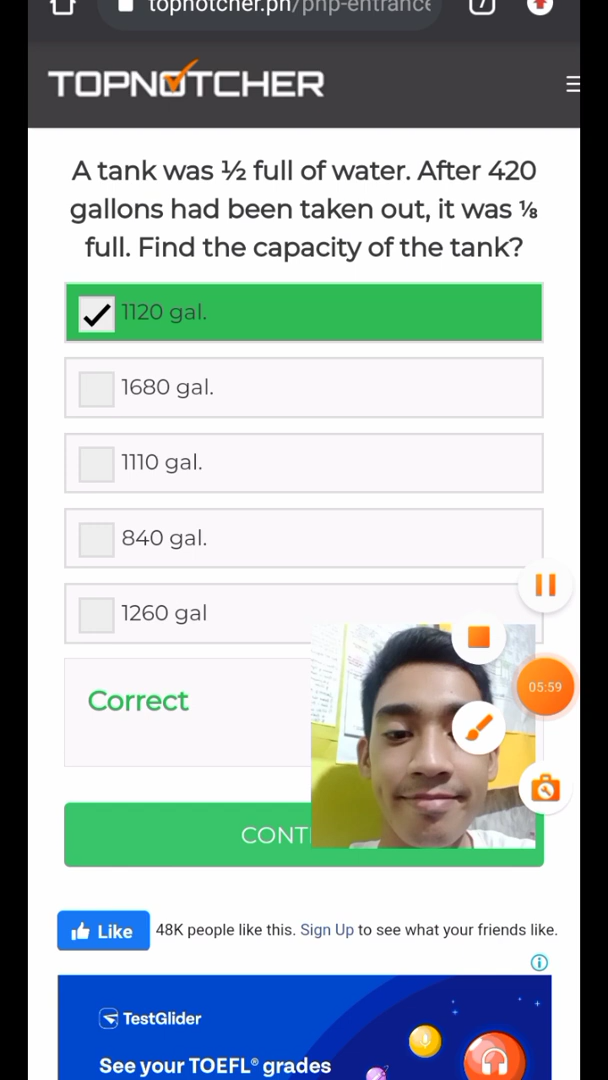 topnotcher.ph/php-entrance
7
TOPNOTCHER
A tank was ½ full of water. After 420
gallons had been taken out, it was ⅛
full. Find the capacity of the tank?
1120 gal.
1680 gal.
1110 gal.
840 gal.
1260 gal
Correct
05:59
CONT
Like
48K people like this. Sign Up to see what your friends like.
TestGlider
See your TOEFL® grades